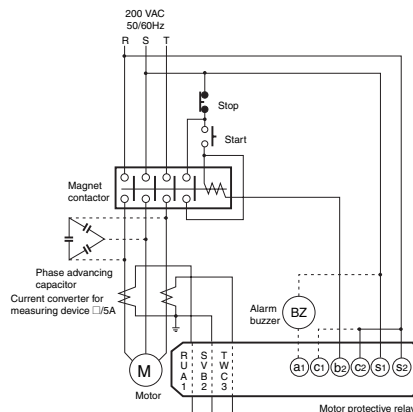 200 VAC
50/60Hz
R S T
Stop
Start
Magnet
contactor
Phase advancing
capacitor
Current converter for
measuring device □/5A
Alarm
buzzer
BZ
M
Motor
R S T
U V W
A B C
1 2 3
a1 c1 b2 c2 s1 s2
Motor protective relay